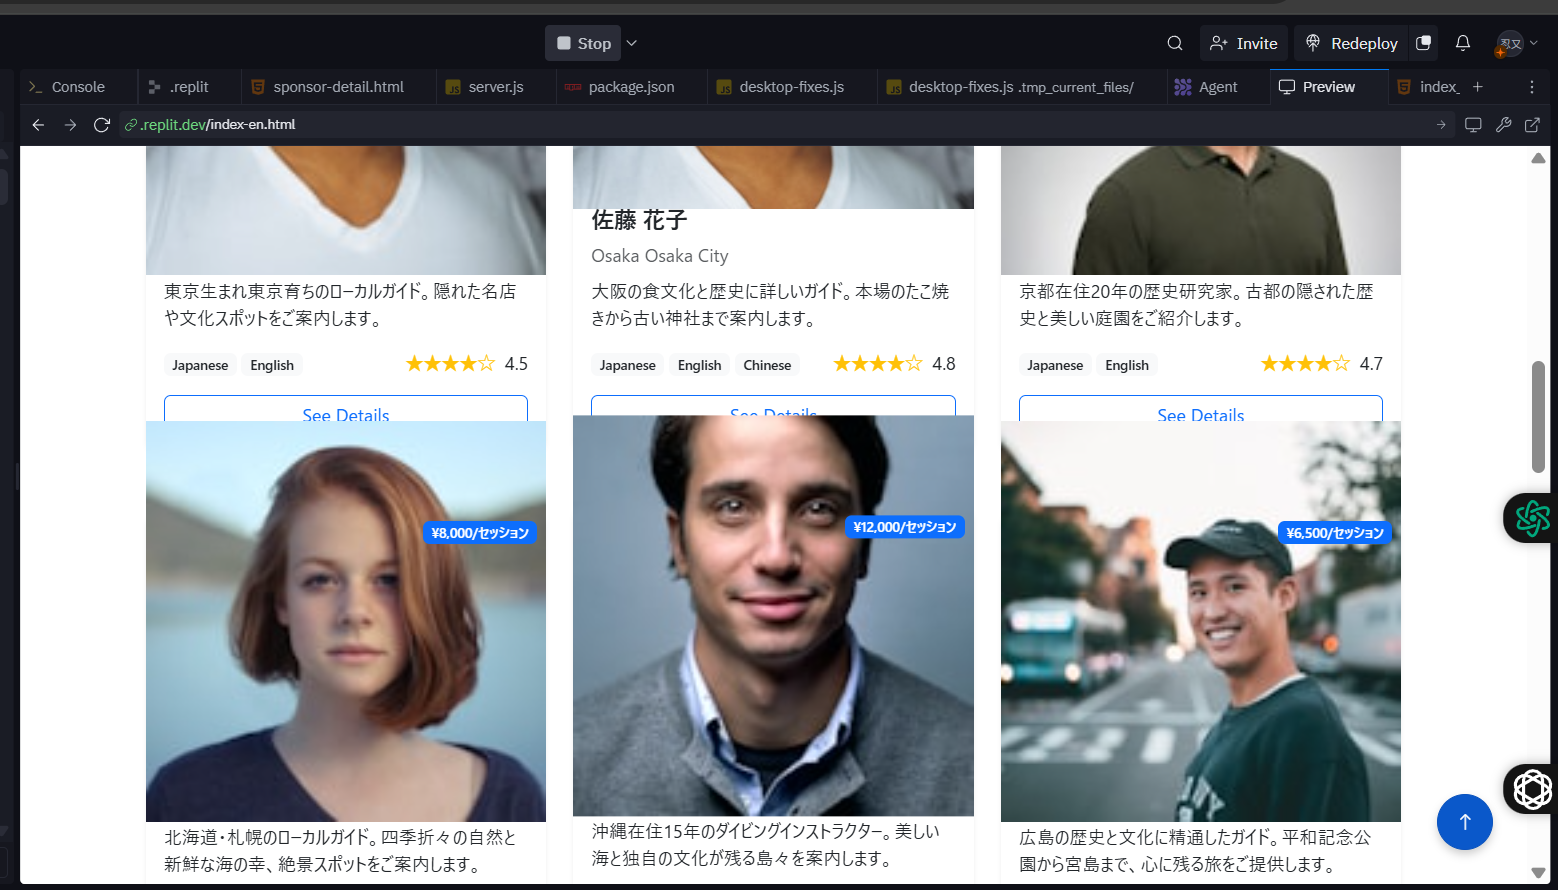 Stop
Invite
Redeploy
忍又
Console
.replit
sponsor-detail.html
server.js
package.json
desktop-fixes.js
desktop-fixes.js .tmp_current_files/
Agent
Preview
index_
.replit.dev/index-en.html
佐藤 花子
Osaka Osaka City
東京生まれ東京育ちのローカルガイド。隠れた名店
や文化スポットをご案内します。
Japanese English ★★★★☆ 4.5
See Details
大阪の食文化と歴史に詳しいガイド。本場のたこ焼
きから古い神社まで案内します。
Japanese English Chinese ★★★★☆ 4.8
See Details
京都在住20年の歴史研究家。古都の隠された歴
史と美しい庭園をご紹介します。
Japanese English ★★★★☆ 4.7
See Details
¥8,000/セッション
北海道・札幌のローカルガイド。四季折々の自然と
新鮮な海の幸、絶景スポットをご案内します。
¥12,000/セッション
沖縄在住15年のダイビングインストラクター。美しい
海と独自の文化が残る島々を案内します。
¥6,500/セッション
広島の歴史と文化に精通したガイド。平和記念公
園から宮島まで、心に残る旅をご提供します。